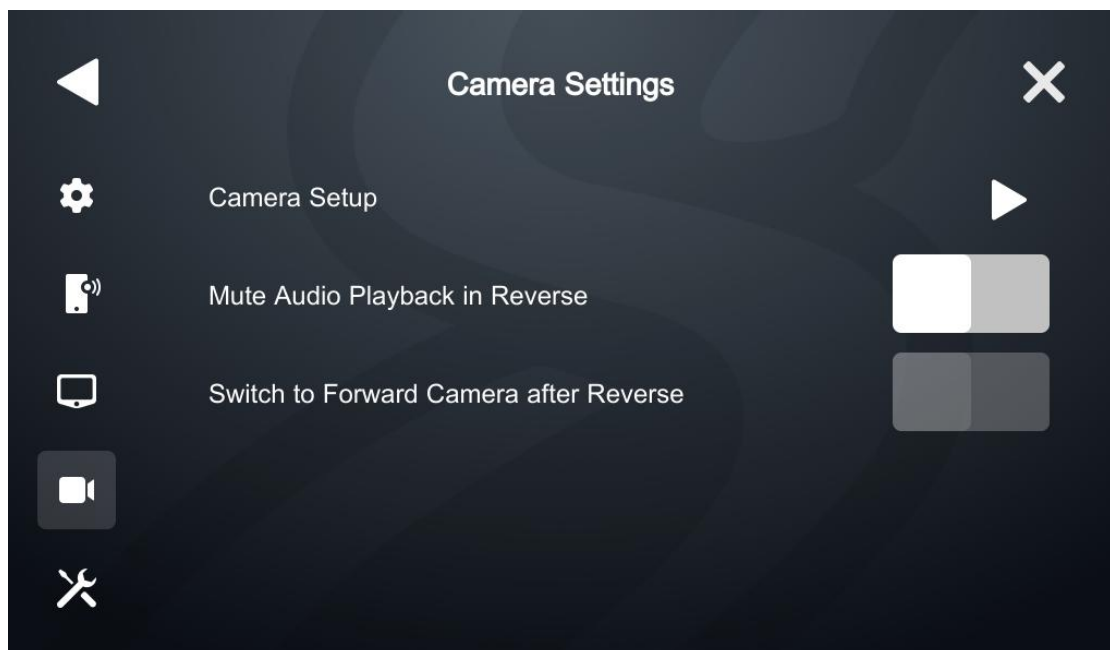 Camera Settings
Camera Setup
Mute Audio Playback in Reverse
Switch to Forward Camera after Reverse